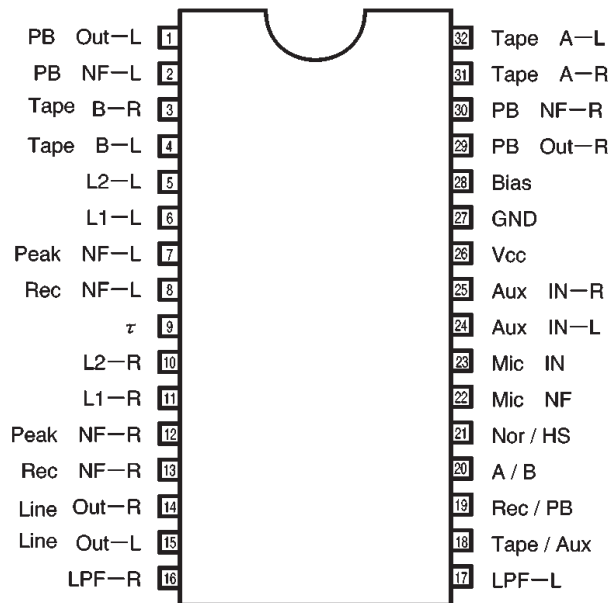 PB Out−L 1 32 Tape A−L
PB NF−L 2 31 Tape A−R
Tape B−R 3 30 PB NF−R
Tape B−L 4 29 PB Out−R
L2−L 5 28 Bias
L1−L 6 27 GND
Peak NF−L 7 26 Vcc
Rec NF−L 8 25 Aux IN−R
τ 9 24 Aux IN−L
L2−R 10 23 Mic IN
L1−R 11 22 Mic NF
Peak NF−R 12 21 Nor / HS
Rec NF−R 13 20 A / B
Line Out−R 14 19 Rec / PB
Line Out−L 15 18 Tape / Aux
LPF−R 16 17 LPF−L